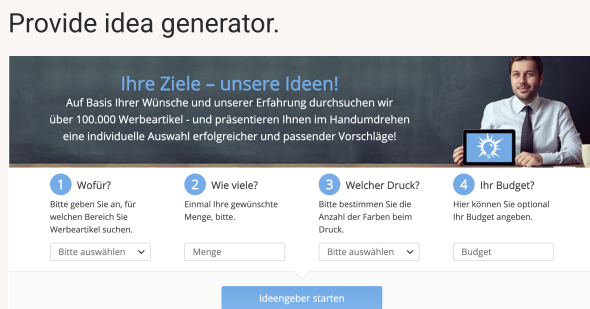 Provide idea generator.
Ihre Ziele – unsere Ideen!
Auf Basis Ihrer Wünsche und unserer Erfahrung durchsuchen wir
über 100.000 Werbeartikel - und präsentieren Ihnen im Handumdrehen
eine individuelle Auswahl erfolgreicher und passender Vorschläge!
1 Wofür?
Bitte geben Sie an, für
welchen Bereich Sie
Werbeartikel suchen.
Bitte auswählen
2 Wie viele?
Einmal Ihre gewünschte
Menge, bitte.
Menge
3 Welcher Druck?
Bitte bestimmen Sie die
Anzahl der Farben beim
Druck.
Bitte auswählen
4 Ihr Budget?
Hier können Sie optional
Ihr Budget angeben.
Budget
Ideengeber starten